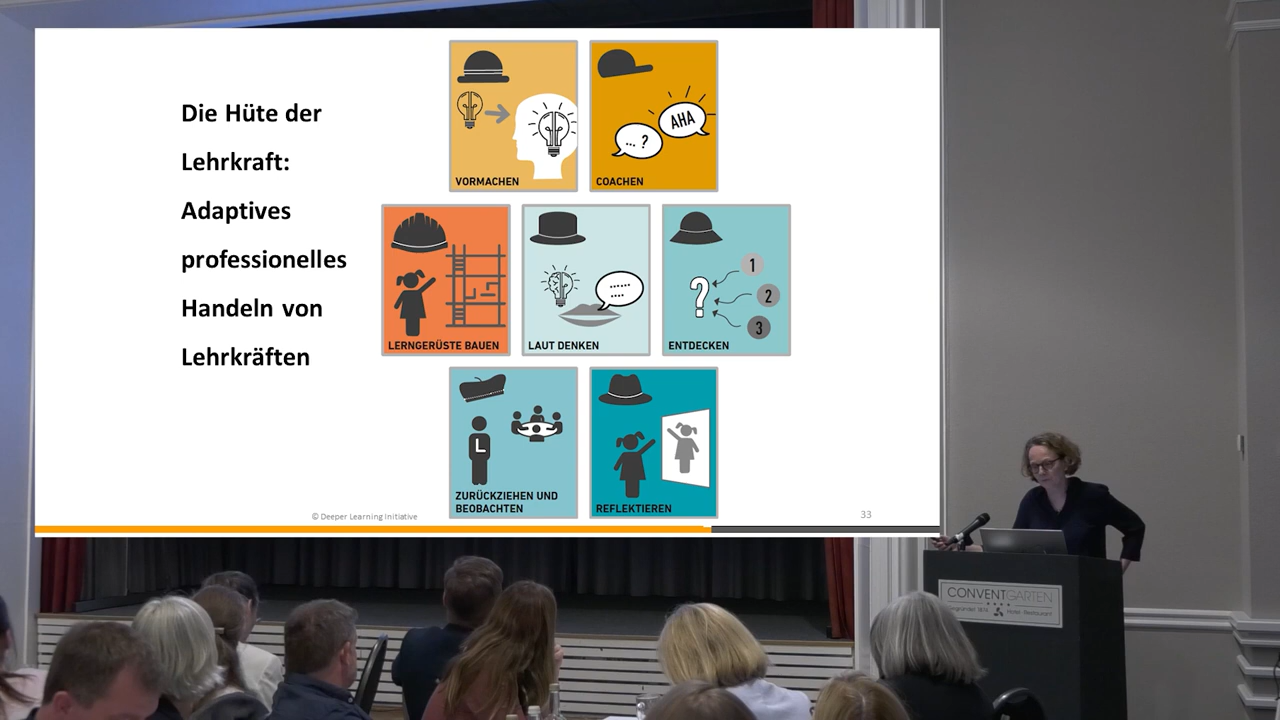 Die Hüte der
Lehrkraft:
Adaptives
professionelles
Handeln von
Lehrkräften
VORMACHEN
... ?
AHA
COACHEN
LERNGERÜSTE BAUEN
LAUT DENKEN
1
?
2
3
ENTDECKEN
L
ZURÜCKZIEHEN UND
BEOBACHTEN
REFLEKTIEREN
© Deeper Learning Initiative
33
CONVENTGARTEN
Hotel · Restaurant